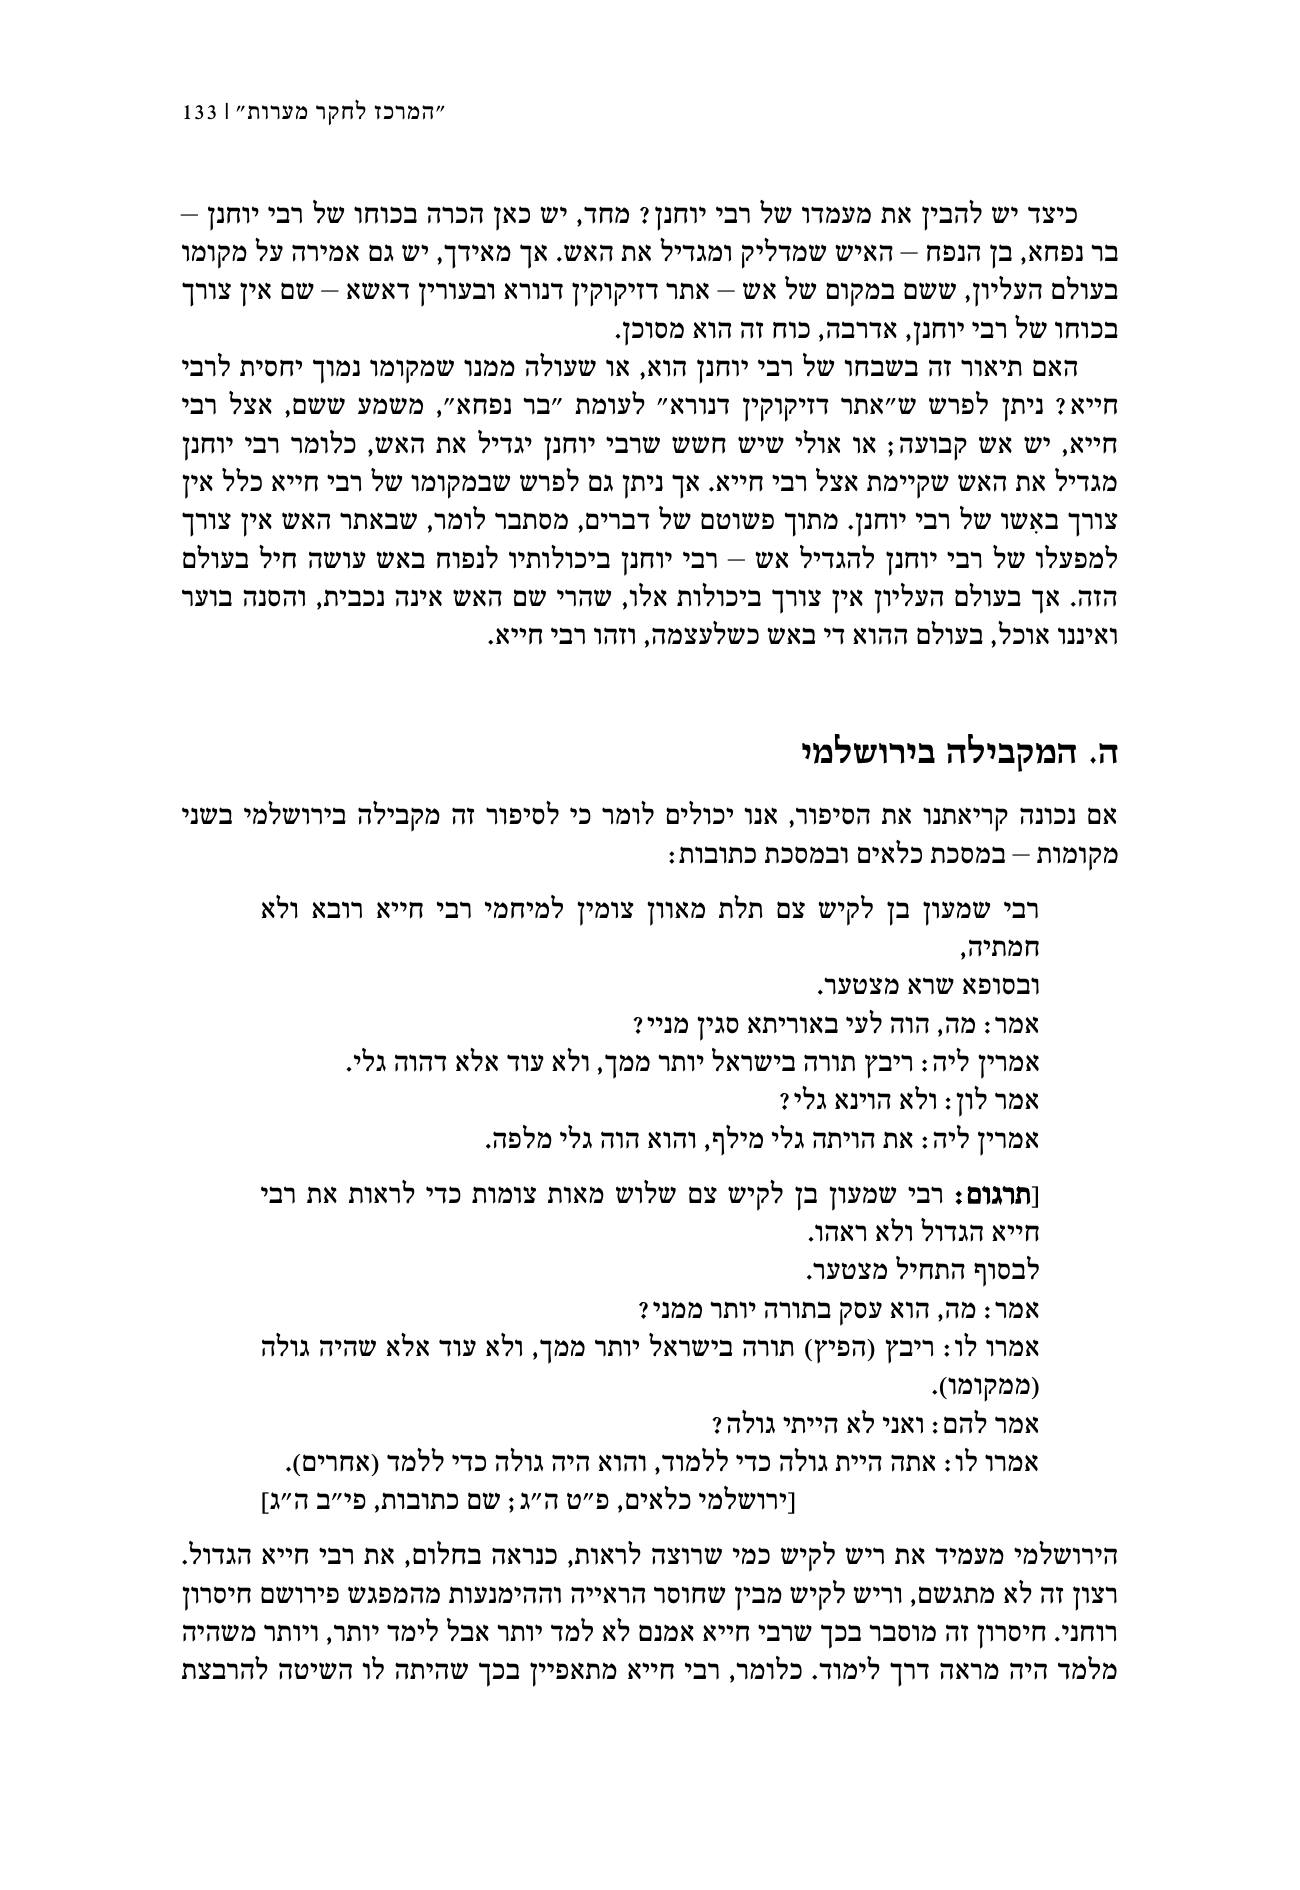 "המרכז לחקר מערות" | 133
כיצד יש להבין את מעמדו של רבי יוחנן? מחד, יש כאן הכרה בכוחו של רבי יוחנן –
בר נפחא, בן הנפח – האיש שמדליק ומגדיל את האש. אך מאידך, יש גם אמירה על מקומו
בעולם העליון, ששם במקום של אש – אתר דזיקוקין דנורא ובעורין דאשא – שם אין צורך
בכוחו של רבי יוחנן, אדרבה, כוח זה הוא מסוכן.
האם תיאור זה בשבחו של רבי יוחנן הוא, או שעולה ממנו שמקומו נמוך יחסית לרבי
חייא? ניתן לפרש ש"אתר דזיקוקין דנורא" לעומת "בר נפחא", משמע ששם, אצל רבי
חייא, יש אש קבועה; או אולי שיש חשש שרבי יוחנן יגדיל את האש, כלומר רבי יוחנן
מגדיל את האש שקיימת אצל רבי חייא. אך ניתן גם לפרש שבמקומו של רבי חייא כלל אין
צורך באִשו של רבי יוחנן. מתוך פשוטם של דברים, מסתבר לומר, שבאתר האש אין צורך
למפעלו של רבי יוחנן להגדיל אש – רבי יוחנן ביכולותיו לנפוח באש עושה חיל בעולם
הזה. אך בעולם העליון אין צורך ביכולות אלו, שהרי שם האש אינה נכבית, והסנה בוער
ואיננו אוכל, בעולם ההוא די באש כשלעצמה, וזהו רבי חייא.
ה. המקבילה בירושלמי
אם נכונה קריאתנו את הסיפור, אנו יכולים לומר כי לסיפור זה מקבילה בירושלמי בשני
מקומות – במסכת כלאים ובמסכת כתובות:
רבי שמעון בן לקיש צם תלת מאוון צומין למיחמי רבי חייא רובא ולא
חמתיה,
ובסופא שרא מצטער.
אמר: מה, הוה לעי באוריתא סגין מניי?
אמרין ליה: ריבץ תורה בישראל יותר ממך, ולא עוד אלא דהוה גלי.
אמר לון: ולא הוינא גלי?
אמרין ליה: את הויתה גלי מילף, והוא הוה גלי מלפה.
[תרגום: רבי שמעון בן לקיש צם שלוש מאות צומות כדי לראות את רבי
חייא הגדול ולא ראהו.
לבסוף התחיל מצטער.
אמר: מה, הוא עסק בתורה יותר ממני?
אמרו לו: ריבץ (הפיץ) תורה בישראל יותר ממך, ולא עוד אלא שהיה גולה
(ממקומו).
אמר להם: ואני לא הייתי גולה?
אמרו לו: אתה היית גולה כדי ללמוד, והוא היה גולה כדי ללמד (אחרים).
[ירושלמי כלאים, פ"ט ה"ג; שם כתובות, פי"ב ה"ג]
הירושלמי מעמיד את ריש לקיש כמי שרוצה לראות, כנראה בחלום, את רבי חייא הגדול.
רצון זה לא מתגשם, וריש לקיש מבין שחוסר הראייה וההימנעות מהמפגש פירושם חיסרון
רוחני. חיסרון זה מוסבר בכך שרבי חייא אמנם לא למד יותר אבל לימד יותר, ויותר משהיה
מלמד היה מראה דרך לימוד. כלומר, רבי חייא מתאפיין בכך שהיתה לו השיטה להרבצת